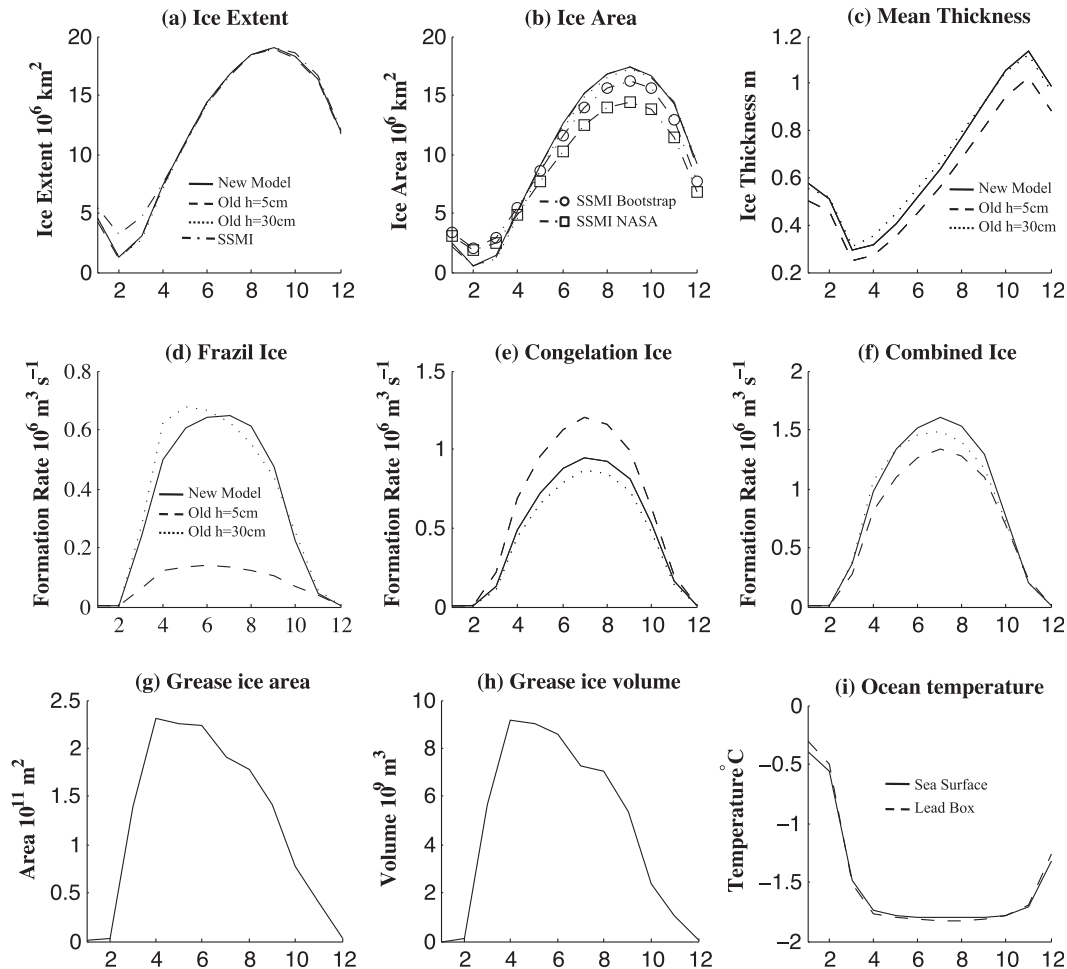 (a) Ice Extent
Ice Extent 10^6 km^2
20
15
10
5
0
2 4 6 8 10 12
New Model
Old h=5cm
Old h=30cm
SSMI
(b) Ice Area
Ice Area 10^6 km^2
20
15
10
5
0
2 4 6 8 10 12
SSMI Bootstrap
SSMI NASA
(c) Mean Thickness
Ice Thickness m
1.2
1
0.8
0.6
0.4
0.2
2 4 6 8 10 12
New Model
Old h=5cm
Old h=30cm
(d) Frazil Ice
Formation Rate 10^6 m^3 s^−1
0.8
0.6
0.4
0.2
0
2 4 6 8 10 12
New Model
Old h=5cm
Old h=30cm
(e) Congelation Ice
Formation Rate 10^6 m^3 s^−1
1.5
1
0.5
0
2 4 6 8 10 12
(f) Combined Ice
Formation Rate 10^6 m^3 s^−1
2
1.5
1
0.5
0
2 4 6 8 10 12
(g) Grease ice area
Area 10^11 m^2
2.5
2
1.5
1
0.5
0
2 4 6 8 10 12
(h) Grease ice volume
Volume 10^9 m^3
10
8
6
4
2
0
2 4 6 8 10 12
(i) Ocean temperature
Temperature°C
0
−0.5
−1
−1.5
−2
2 4 6 8 10 12
Sea Surface
Lead Box